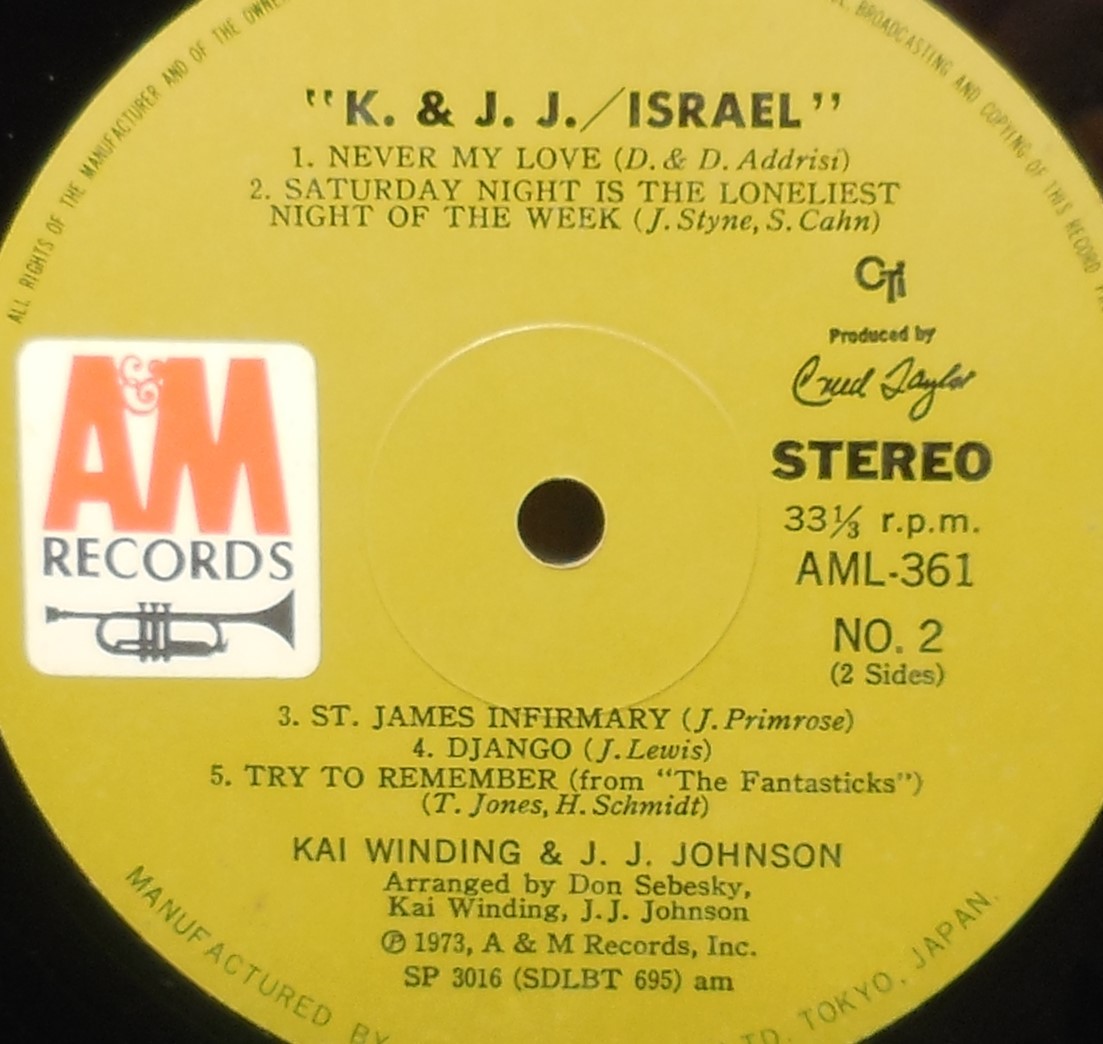 ALL RIGHTS OF THE MANUFACTURER AND OF THE OWNE
BROADCASTING AND COPYING OF THIS RECORD
"K. & J. J./ISRAEL"
1. NEVER MY LOVE (D. & D. Addrisi)
2. SATURDAY NIGHT IS THE LONELIEST
NIGHT OF THE WEEK (J. Styne, S. Cahn)
CTi
Produced by
Creed Taylor
A&M
RECORDS
STEREO
33⅓ r.p.m.
AML-361
NO. 2
(2 Sides)
3. ST. JAMES INFIRMARY (J. Primrose)
4. DJANGO (J. Lewis)
5. TRY TO REMEMBER (from "The Fantasticks")
(T. Jones, H. Schmidt)
KAI WINDING & J. J. JOHNSON
Arranged by Don Sebesky,
Kai Winding, J. J. Johnson
℗ 1973, A & M Records, Inc.
SP 3016 (SDLBT 695) am
MANUFACTURED BY
TD. TOKYO, JAPAN.